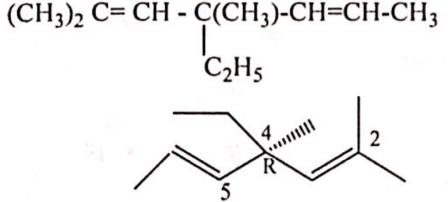 (CH₃)₂ C= CH - C(CH₃)-CH=CH-CH₃
C₂H₅
4
2
R
5